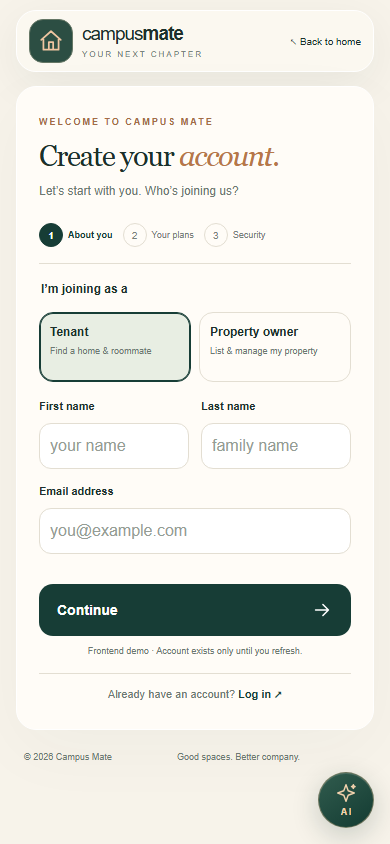 campusmate
YOUR NEXT CHAPTER
↖ Back to home
WELCOME TO CAMPUS MATE
Create your account.
Let's start with you. Who's joining us?
1 About you 2 Your plans 3 Security
I'm joining as a
Tenant
Find a home & roommate
Property owner
List & manage my property
First name
Last name
your name
family name
Email address
you@example.com
Continue →
Frontend demo · Account exists only until you refresh.
Already have an account? Log in ↗
© 2026 Campus Mate
Good spaces. Better company.
AI